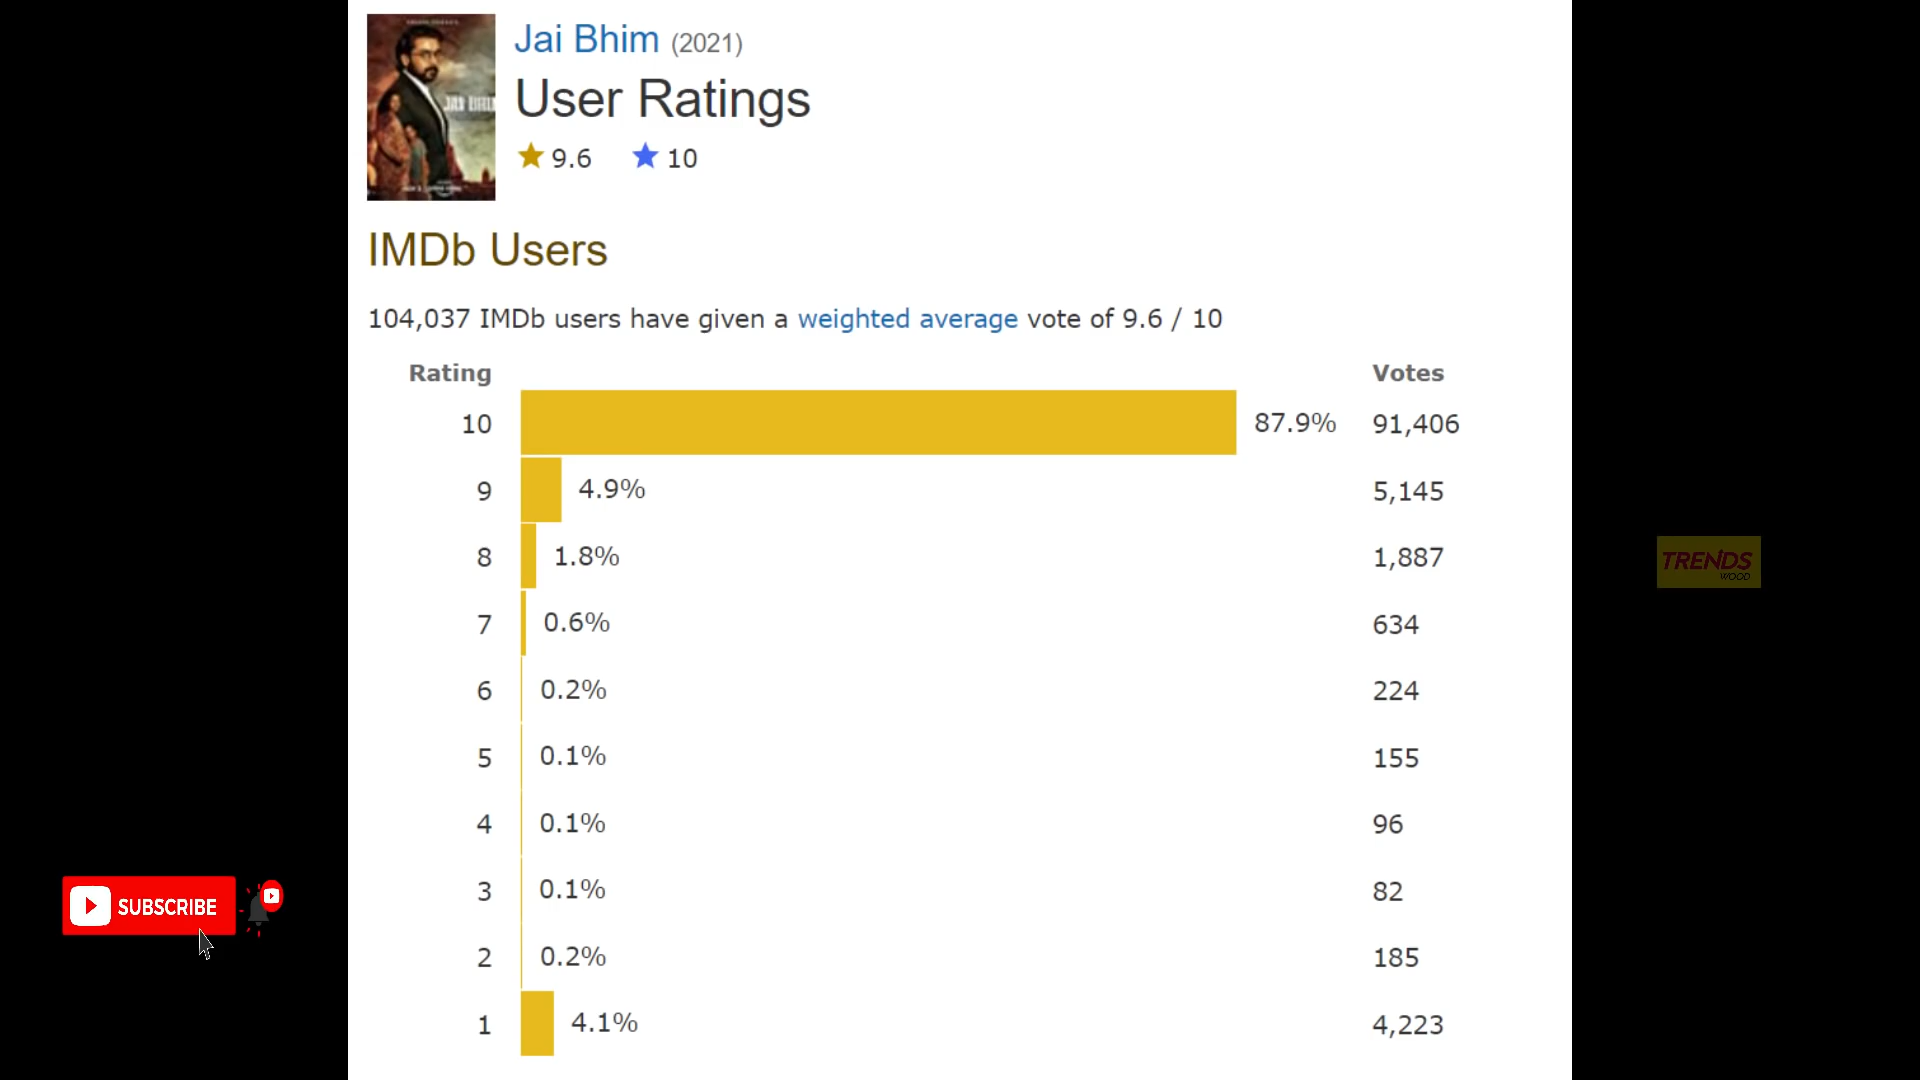 Jai Bhim (2021)
User Ratings
9.6 10
IMDb Users
104,037 IMDb users have given a weighted average vote of 9.6 / 10
Rating Votes
10 87.9% 91,406
9 4.9% 5,145
8 1.8% 1,887
7 0.6% 634
6 0.2% 224
5 0.1% 155
4 0.1% 96
3 0.1% 82
2 0.2% 185
1 4.1% 4,223
SUBSCRIBE
TRENDS
WOOD